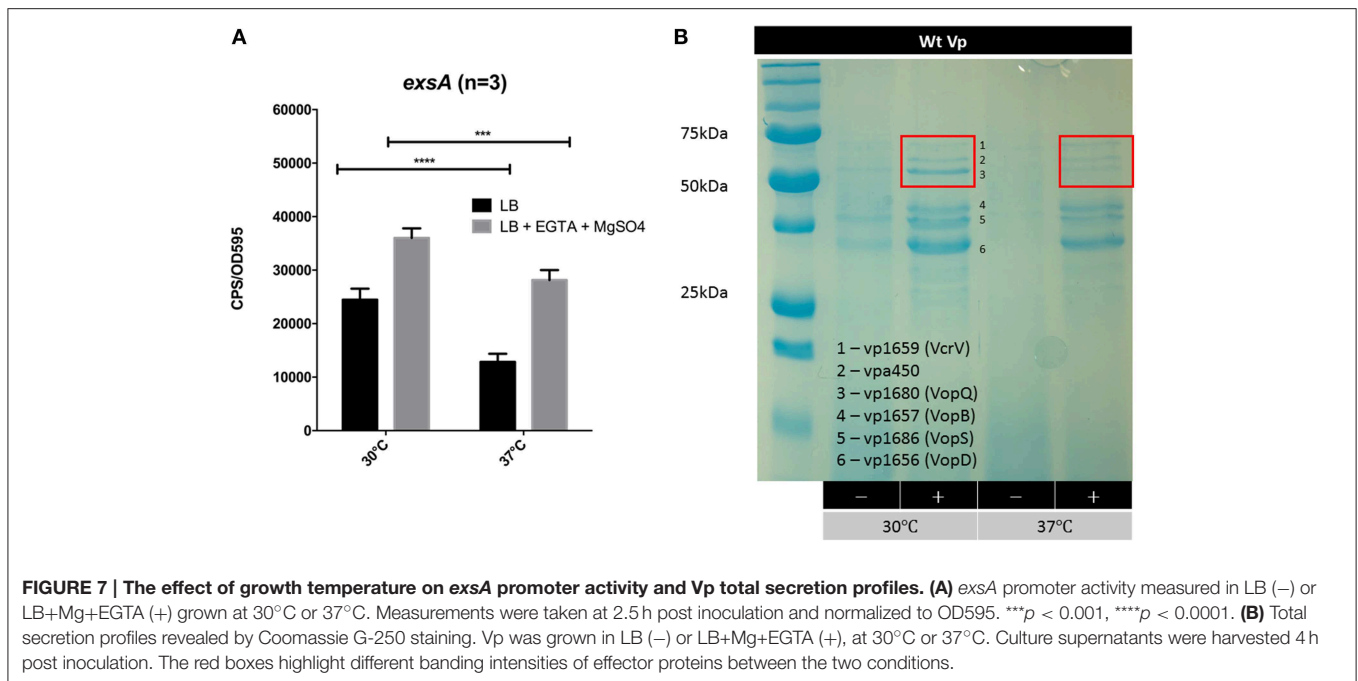 A
exsA (n=3)
60000
50000
40000
30000
20000
10000
0
CPS/OD595
***
****
LB
LB + EGTA + MgSO4
30°C
37°C
B
Wt Vp
75kDa
50kDa
25kDa
1
2
3
4
5
6
1 – vp1659 (VcrV)
2 – vpa450
3 – vp1680 (VopQ)
4 – vp1657 (VopB)
5 – vp1686 (VopS)
6 – vp1656 (VopD)
– + – +
30°C 37°C
FIGURE 7 | The effect of growth temperature on exsA promoter activity and Vp total secretion profiles. (A) exsA promoter activity measured in LB (−) or
LB+Mg+EGTA (+) grown at 30°C or 37°C. Measurements were taken at 2.5 h post inoculation and normalized to OD595. ***p < 0.001, ****p < 0.0001. (B) Total
secretion profiles revealed by Coomassie G-250 staining. Vp was grown in LB (−) or LB+Mg+EGTA (+), at 30°C or 37°C. Culture supernatants were harvested 4 h
post inoculation. The red boxes highlight different banding intensities of effector proteins between the two conditions.